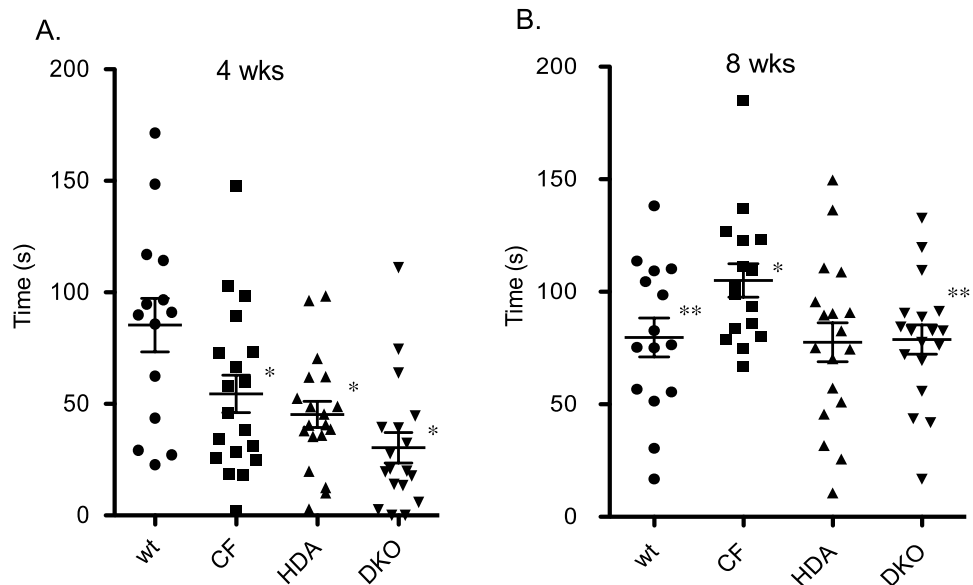 A.
4 wks
Time (s)
200
150
100
50
0
*
*
*
wt
CF
HDA
DKO
B.
8 wks
Time (s)
200
150
100
50
0
**
*
**
wt
CF
HDA
DKO